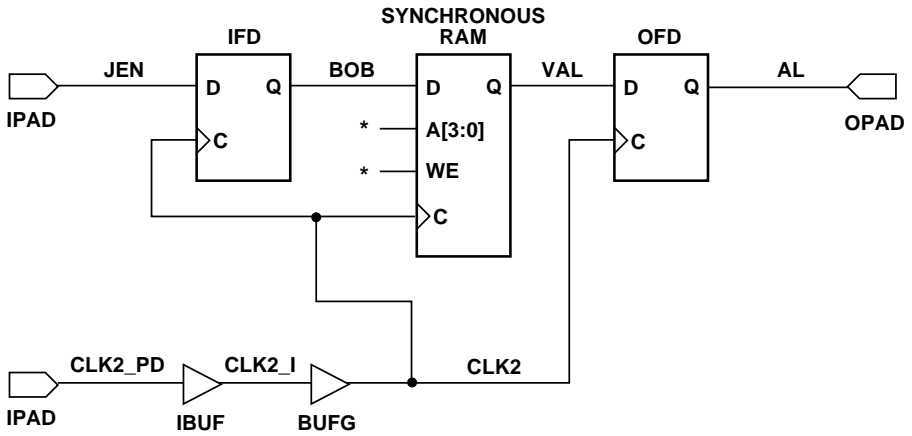 SYNCHRONOUS
IFD
RAM
OFD
JEN
BOB
VAL
AL
D
Q
D
Q
D
Q
IPAD
OPAD
C
*
A[3:0]
C
*
WE
C
CLK2_PD
CLK2_I
CLK2
IPAD
IBUF
BUFG